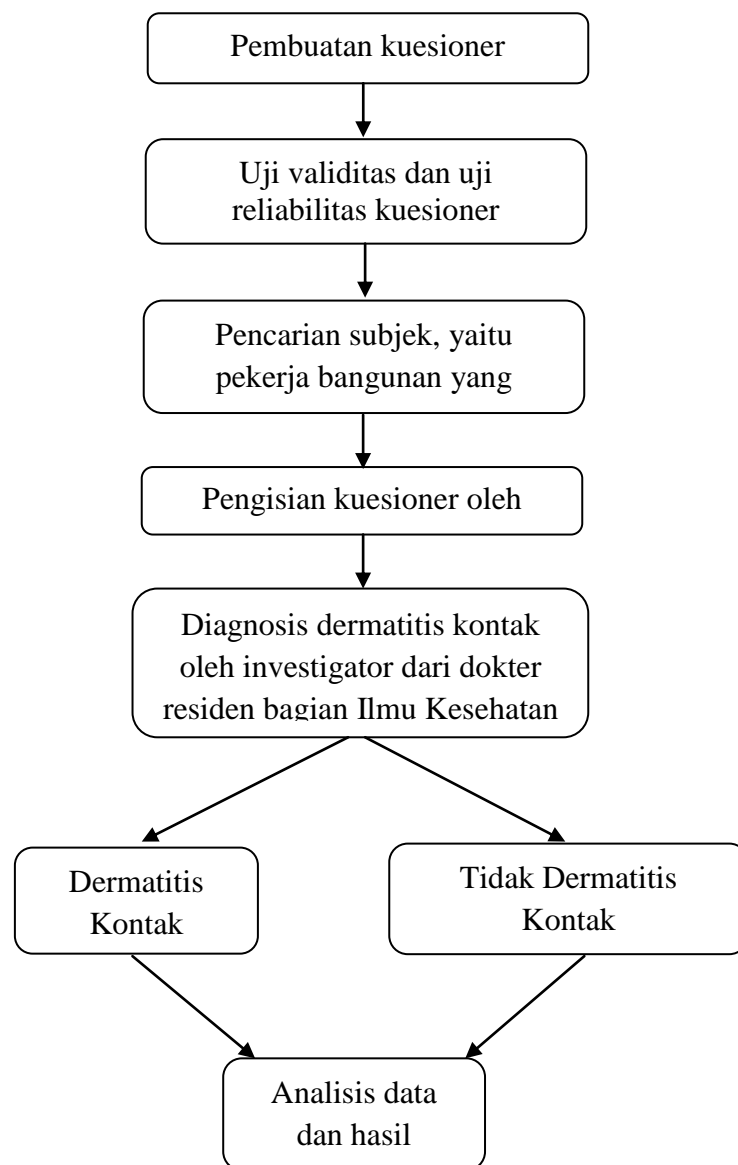 Pembuatan kuesioner
Uji validitas dan uji
reliabilitas kuesioner
Pencarian subjek, yaitu
pekerja bangunan yang
Pengisian kuesioner oleh
Diagnosis dermatitis kontak
oleh investigator dari dokter
residen bagian Ilmu Kesehatan
Dermatitis
Kontak
Tidak Dermatitis
Kontak
Analisis data
dan hasil